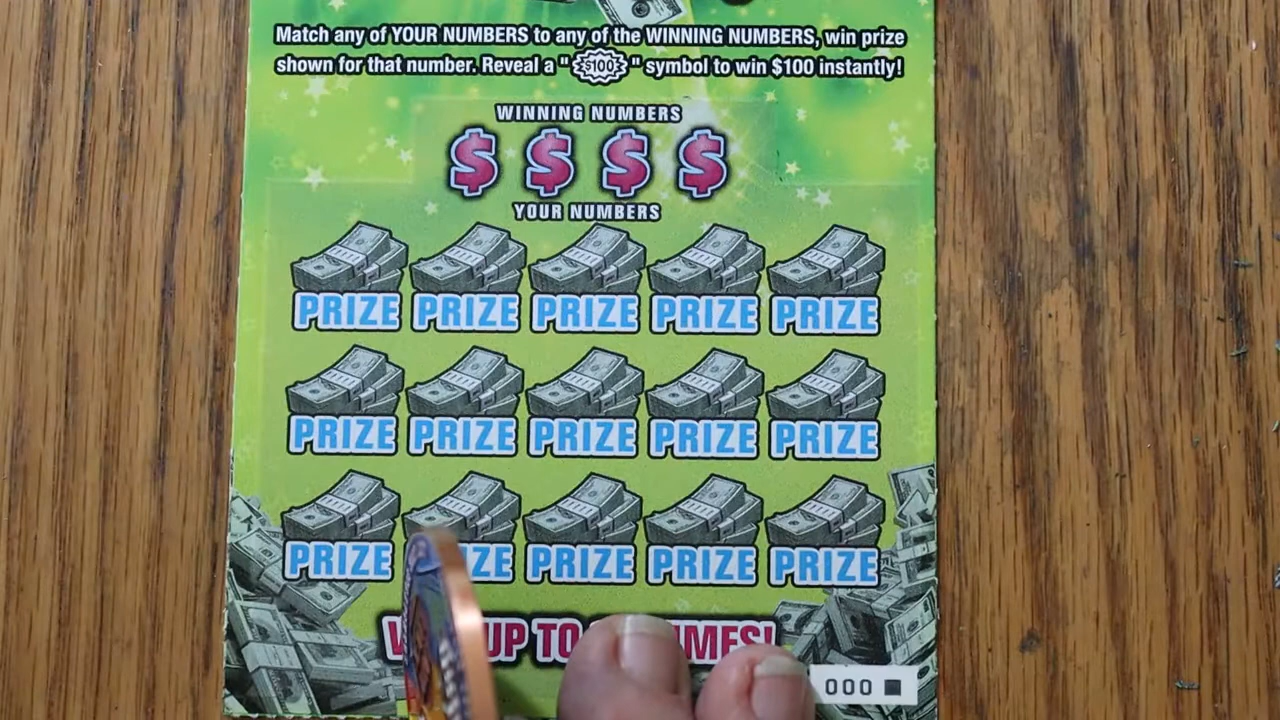 Match any of YOUR NUMBERS to any of the WINNING NUMBERS, win prize
shown for that number. Reveal a " $100 " symbol to win $100 instantly!
WINNING NUMBERS
$ $ $ $
YOUR NUMBERS
PRIZE PRIZE PRIZE PRIZE PRIZE
PRIZE PRIZE PRIZE PRIZE PRIZE
PRIZE PRIZE PRIZE PRIZE PRIZE
UP TO
000